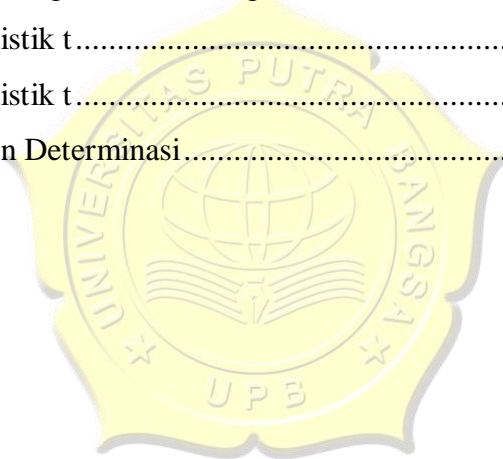 istik t..............................................
istik t..............................................
n Determinasi..................................
UNIVERSITAS PUTRA BANGSA
UPB